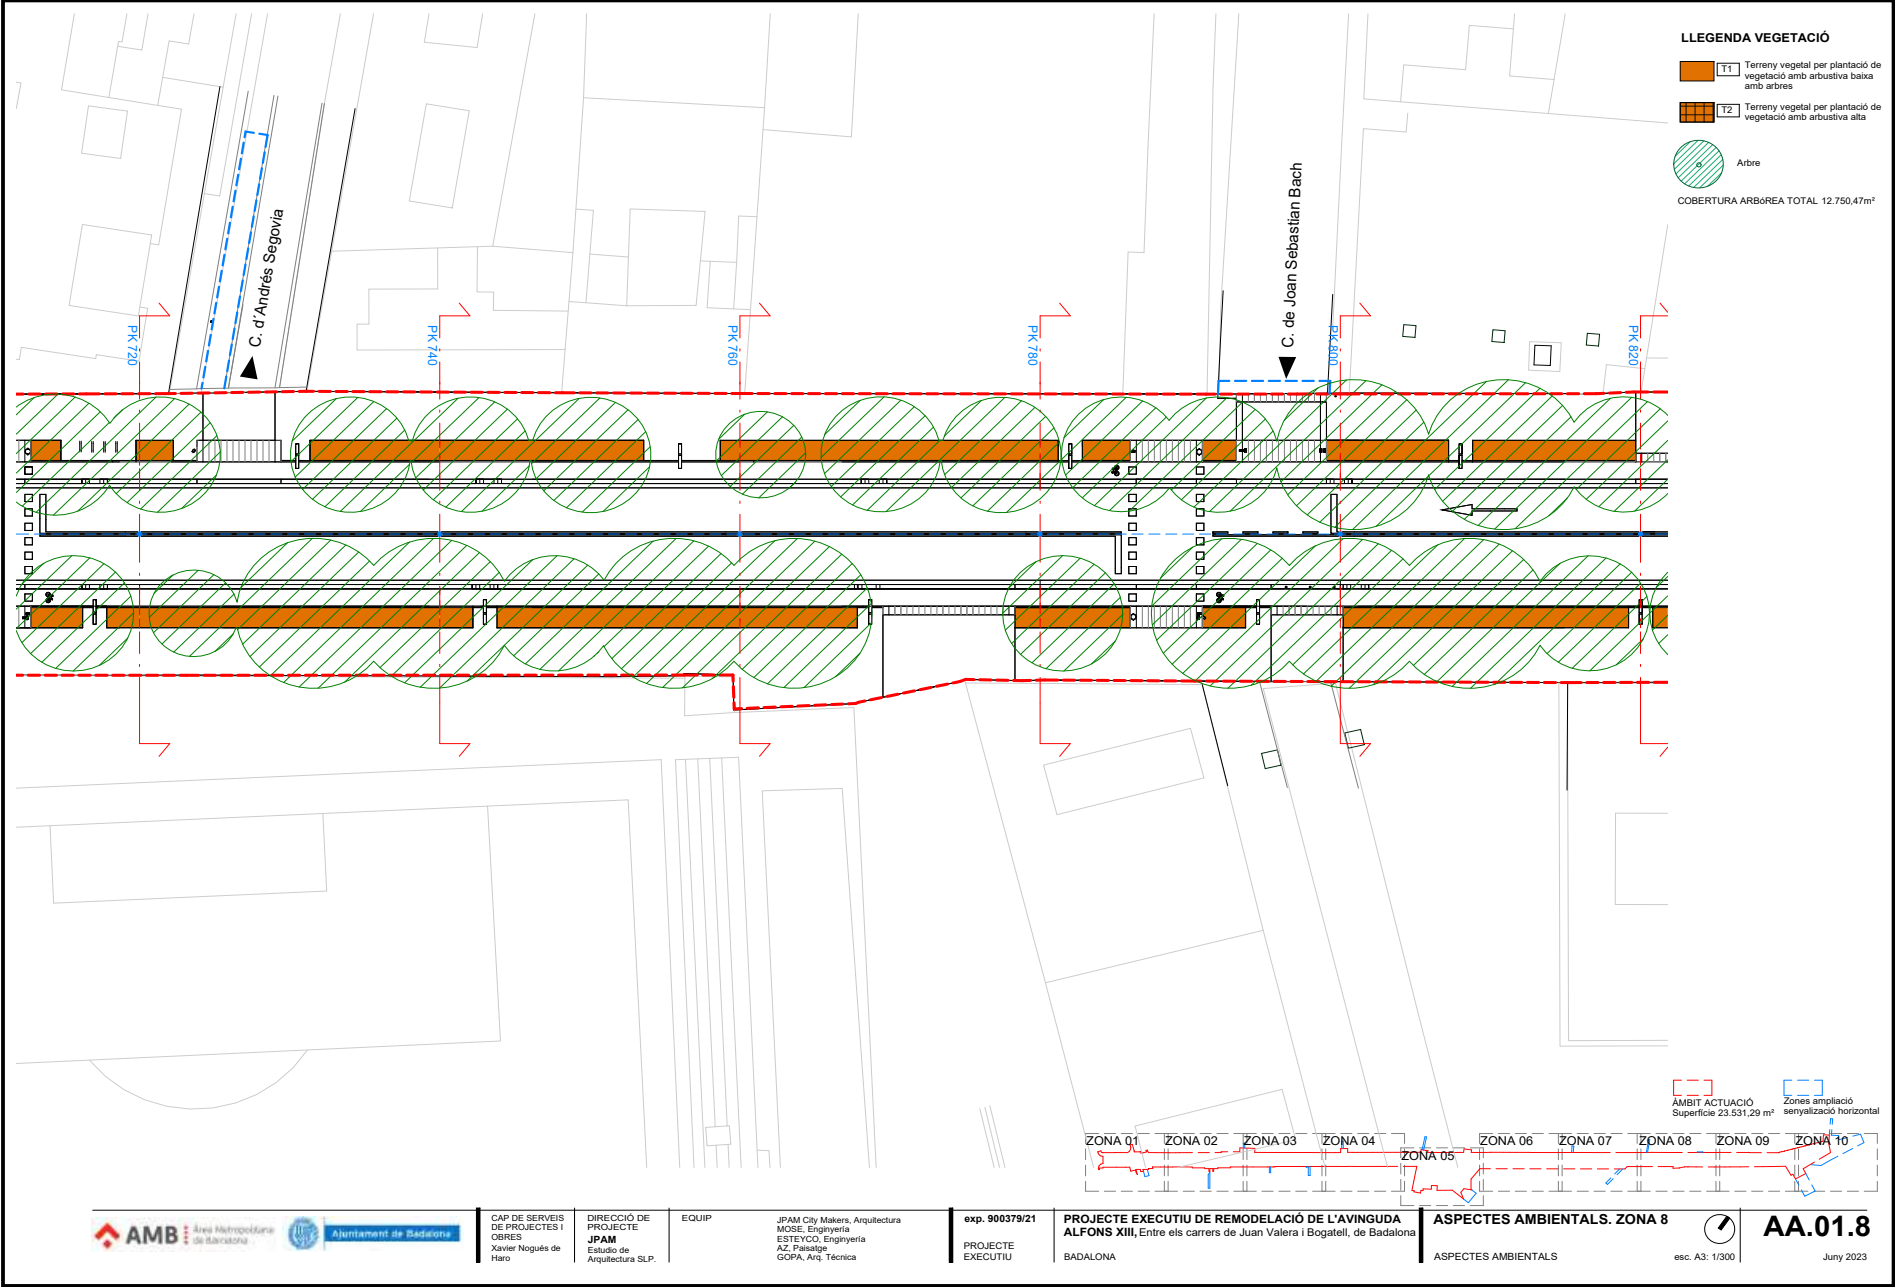 LLEGENDA VEGETACIÓ
T1
Terreny vegetal per plantació de
vegetació amb arbustiva baixa
amb arbres
T2
Terreny vegetal per plantació de
vegetació amb arbustiva alta
Arbre
COBERTURA ARBóREA TOTAL 12.750,47m²
C. d´Andrés Segovia
C. de Joan Sebastian Bach
PK 720
PK 740
PK 760
PK 780
PK 800
PK 820
ÀMBIT ACTUACIÓ
Superfície 23.531,29 m²
Zones ampliació
senyalizació horizontal
ZONA 01
ZONA 02
ZONA 03
ZONA 04
ZONA 05
ZONA 06
ZONA 07
ZONA 08
ZONA 09
ZONA 10
AMB
Àrea Metropolitana
de Barcelona
Ajuntament de Badalona
CAP DE SERVEIS
DE PROJECTES I
OBRES
Xavier Nogués de
Haro
DIRECCIÓ DE
PROJECTE
JPAM
Estudio de
Arquitectura SLP.
EQUIP
JPAM City Makers, Arquitectura
MOSE, Enginyería
ESTEYCO, Enginyería
AZ, Paisatge
GOPA, Arq. Técnica
exp. 900379/21
PROJECTE
EXECUTIU
PROJECTE EXECUTIU DE REMODELACIÓ DE L'AVINGUDA
ALFONS XIII, Entre els carrers de Juan Valera i Bogatell, de Badalona
BADALONA
ASPECTES AMBIENTALS. ZONA 8
ASPECTES AMBIENTALS
esc. A3: 1/300
AA.01.8
Juny 2023